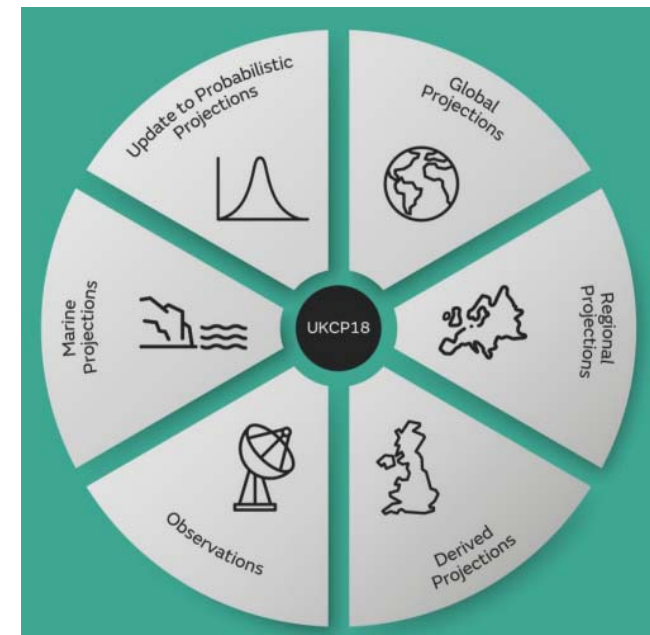 Update to Probabilistic
Projections
Global
Projections
Marine
Projections
UKCP18
Regional
Projections
Observations
Derived
Projections